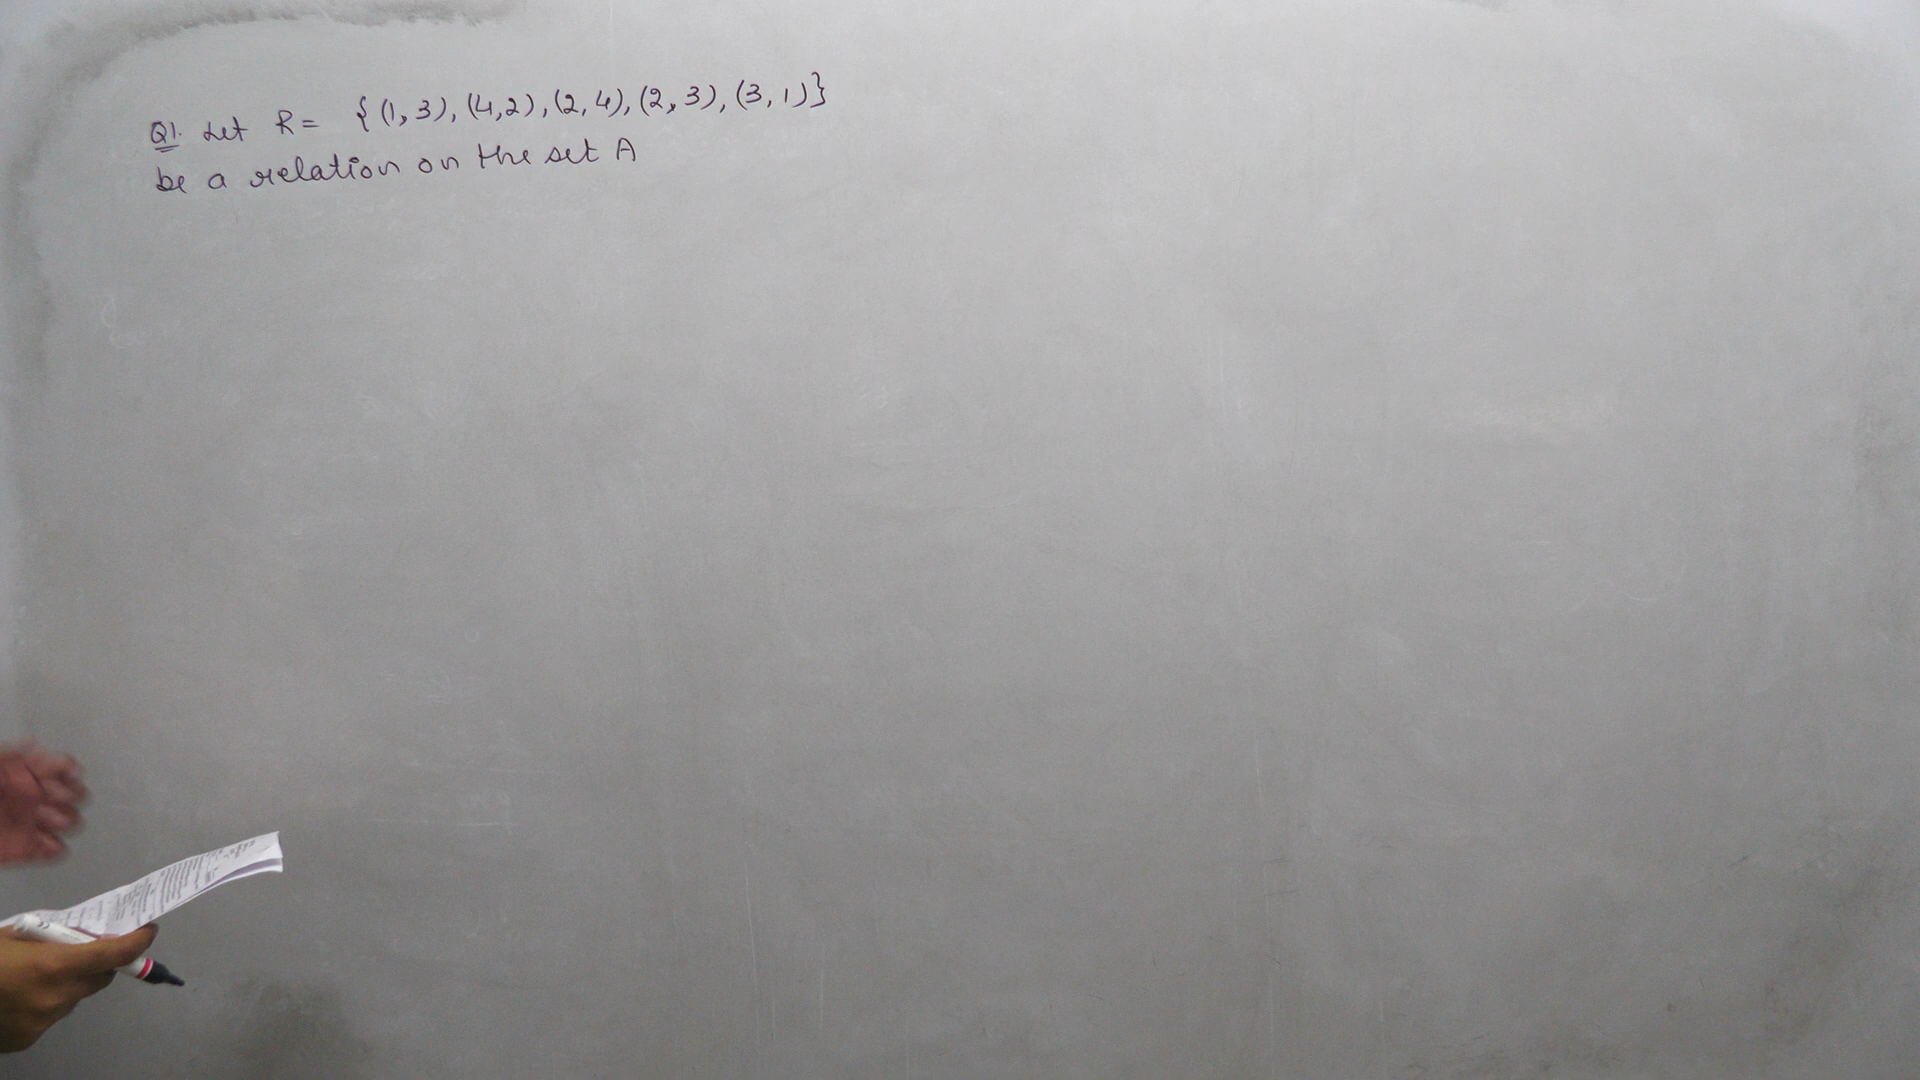 Q1. Let R = {(1,3),(4,2),(2,4),(2,3),(3,1)}
be a relation on the set A